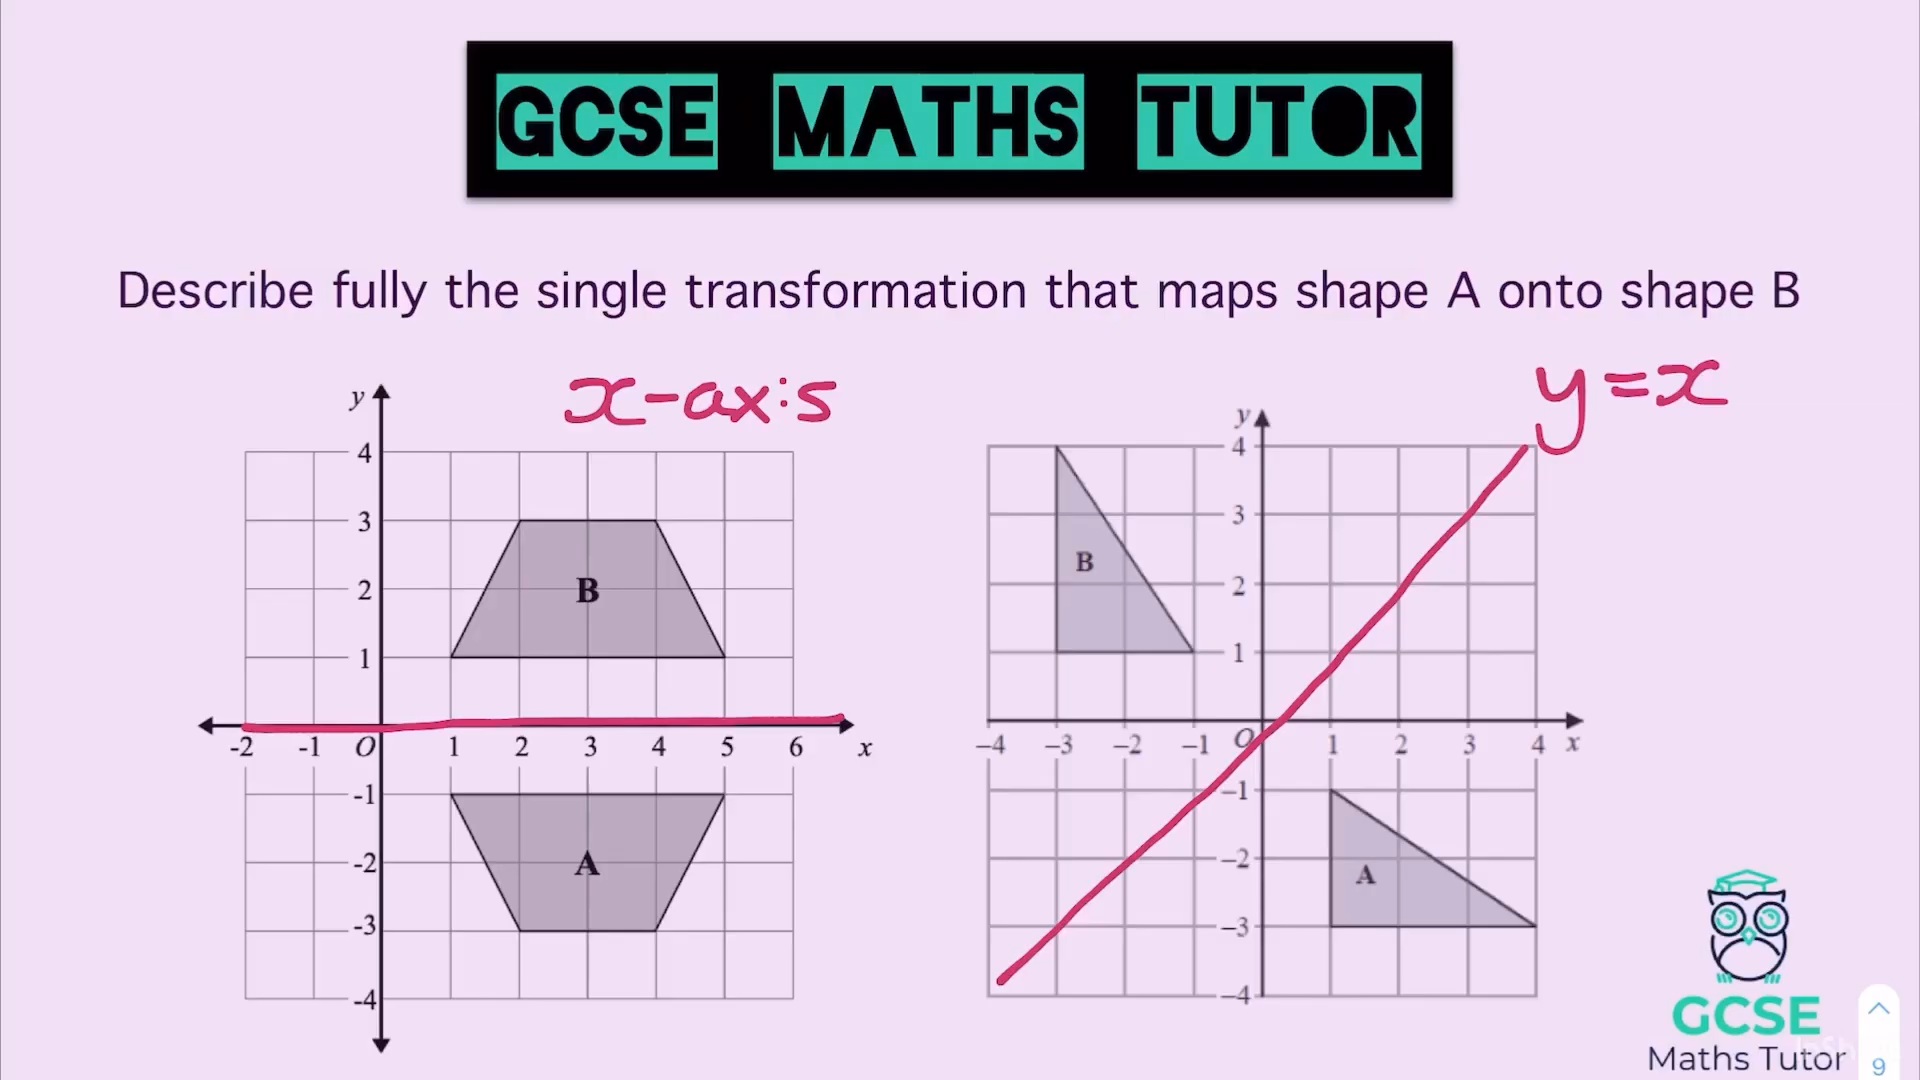 GCSE MATHS TUTOR
Describe fully the single transformation that maps shape A onto shape B
x-axis
y=x
y
4
3
B
2
1
-2 -1 O 1 2 3 4 5 6 x
-1
A
-2
-3
-4
y
4
3
B
2
1
-4 -3 -2 -1 O 1 2 3 4 x
-1
-2
A
-3
-4
GCSE
Maths Tutor
9